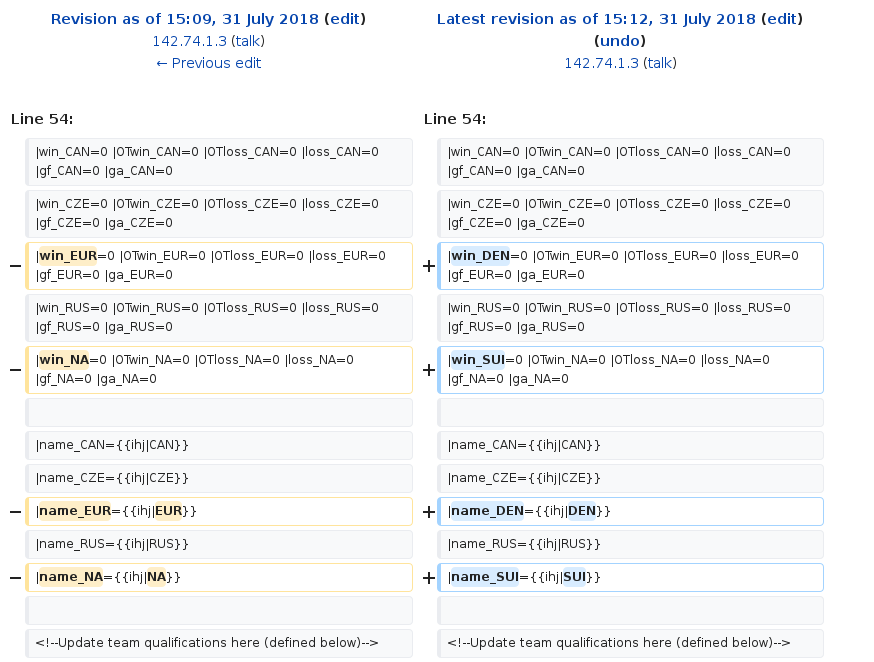 Revision as of 15:09, 31 July 2018 (edit)
142.74.1.3 (talk)
← Previous edit
Latest revision as of 15:12, 31 July 2018 (edit)
(undo)
142.74.1.3 (talk)
Line 54:
Line 54:
|win_CAN=0 |OTwin_CAN=0 |OTloss_CAN=0 |loss_CAN=0
|gf_CAN=0 |ga_CAN=0
|win_CAN=0 |OTwin_CAN=0 |OTloss_CAN=0 |loss_CAN=0
|gf_CAN=0 |ga_CAN=0
|win_CZE=0 |OTwin_CZE=0 |OTloss_CZE=0 |loss_CZE=0
|gf_CZE=0 |ga_CZE=0
|win_CZE=0 |OTwin_CZE=0 |OTloss_CZE=0 |loss_CZE=0
|gf_CZE=0 |ga_CZE=0
− |win_EUR=0 |OTwin_EUR=0 |OTloss_EUR=0 |loss_EUR=0
|gf_EUR=0 |ga_EUR=0
+ |win_DEN=0 |OTwin_EUR=0 |OTloss_EUR=0 |loss_EUR=0
|gf_EUR=0 |ga_EUR=0
|win_RUS=0 |OTwin_RUS=0 |OTloss_RUS=0 |loss_RUS=0
|gf_RUS=0 |ga_RUS=0
|win_RUS=0 |OTwin_RUS=0 |OTloss_RUS=0 |loss_RUS=0
|gf_RUS=0 |ga_RUS=0
− |win_NA=0 |OTwin_NA=0 |OTloss_NA=0 |loss_NA=0
|gf_NA=0 |ga_NA=0
+ |win_SUI=0 |OTwin_NA=0 |OTloss_NA=0 |loss_NA=0
|gf_NA=0 |ga_NA=0
|name_CAN={{ihj|CAN}}
|name_CAN={{ihj|CAN}}
|name_CZE={{ihj|CZE}}
|name_CZE={{ihj|CZE}}
− |name_EUR={{ihj|EUR}}
+ |name_DEN={{ihj|DEN}}
|name_RUS={{ihj|RUS}}
|name_RUS={{ihj|RUS}}
− |name_NA={{ihj|NA}}
+ |name_SUI={{ihj|SUI}}
<!--Update team qualifications here (defined below)-->
<!--Update team qualifications here (defined below)-->